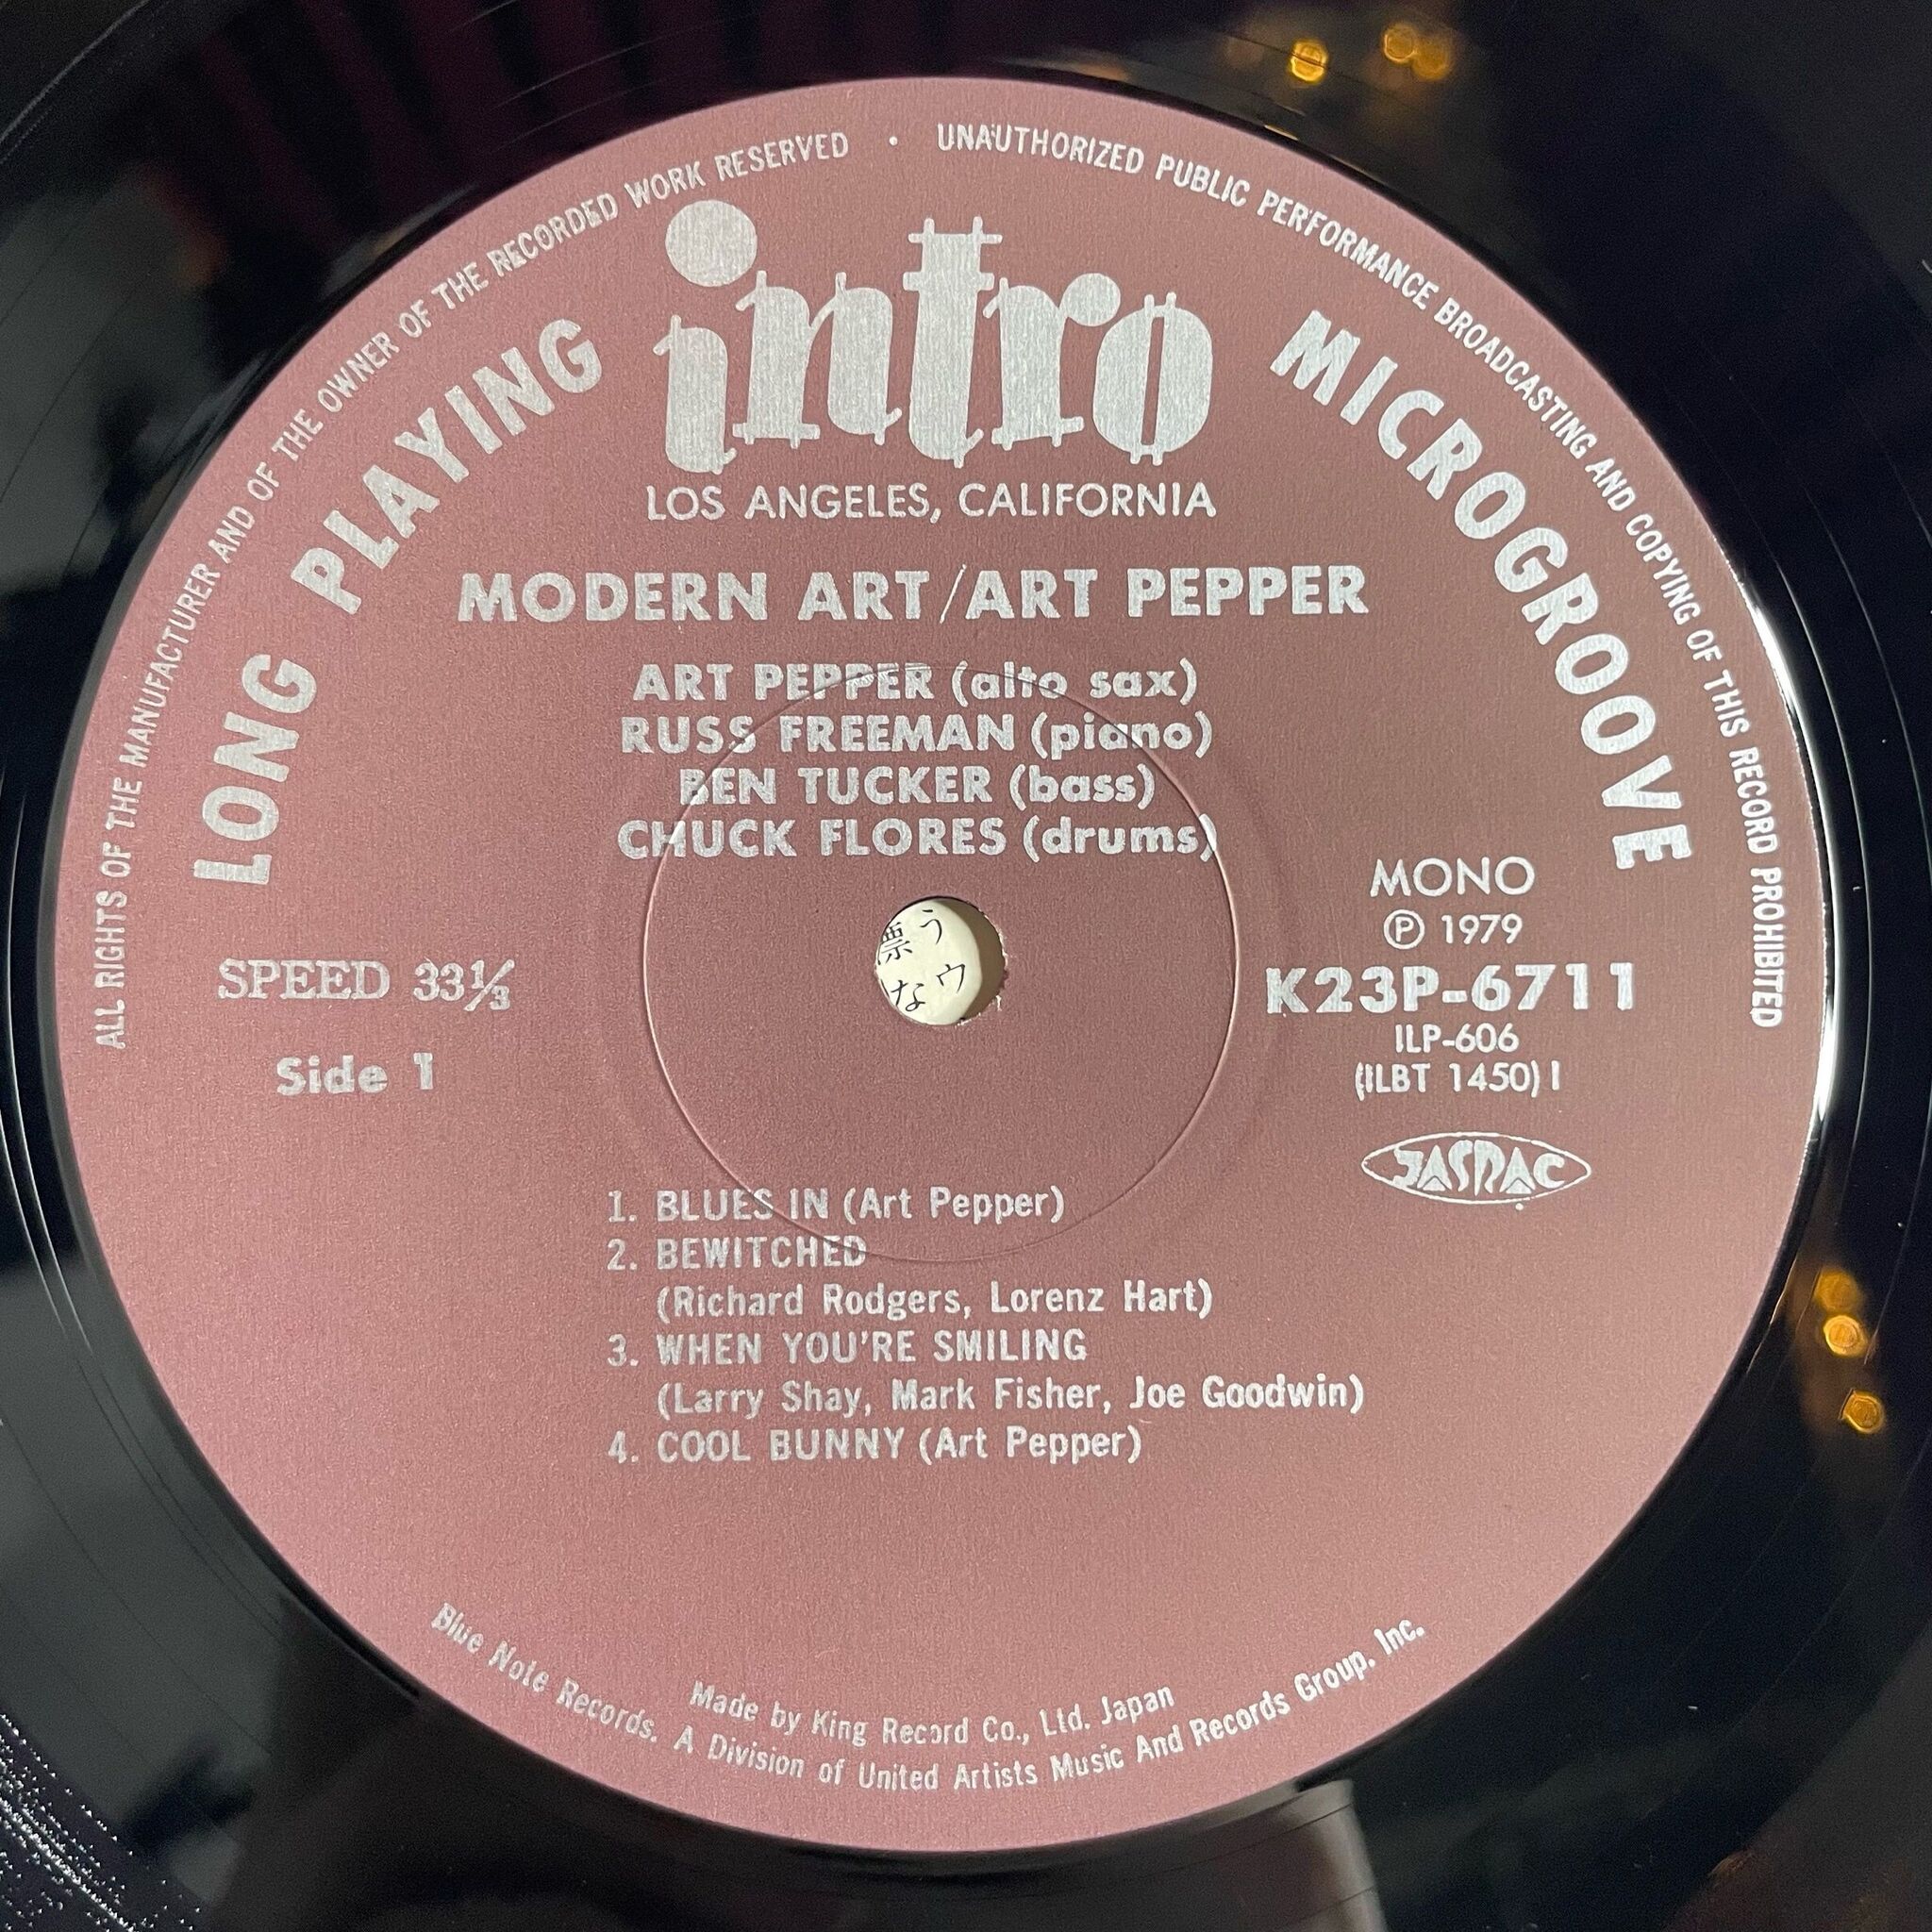 ALL RIGHTS OF THE MANUFACTURER AND OF THE OWNER OF THE RECORDED WORK RESERVED • UNAUTHORIZED PUBLIC PERFORMANCE BROADCASTING AND COPYING OF THIS RECORD PROHIBITED
LONG PLAYING
intro
MICROGROOVE
LOS ANGELES, CALIFORNIA
MODERN ART/ART PEPPER
ART PEPPER (alto sax)
RUSS FREEMAN (piano)
BEN TUCKER (bass)
CHUCK FLORES (drums)
SPEED 33⅓
Side 1
MONO
Ⓟ 1979
K23P-6711
ILP-606
(ILBT 1450) I
JASRAC
う
ウ
な
1. BLUES IN (Art Pepper)
2. BEWITCHED
(Richard Rodgers, Lorenz Hart)
3. WHEN YOU'RE SMILING
(Larry Shay, Mark Fisher, Joe Goodwin)
4. COOL BUNNY (Art Pepper)
Made by King Record Co., Ltd. Japan
Blue Note Records. A Division of United Artists Music And Records Group. Inc.